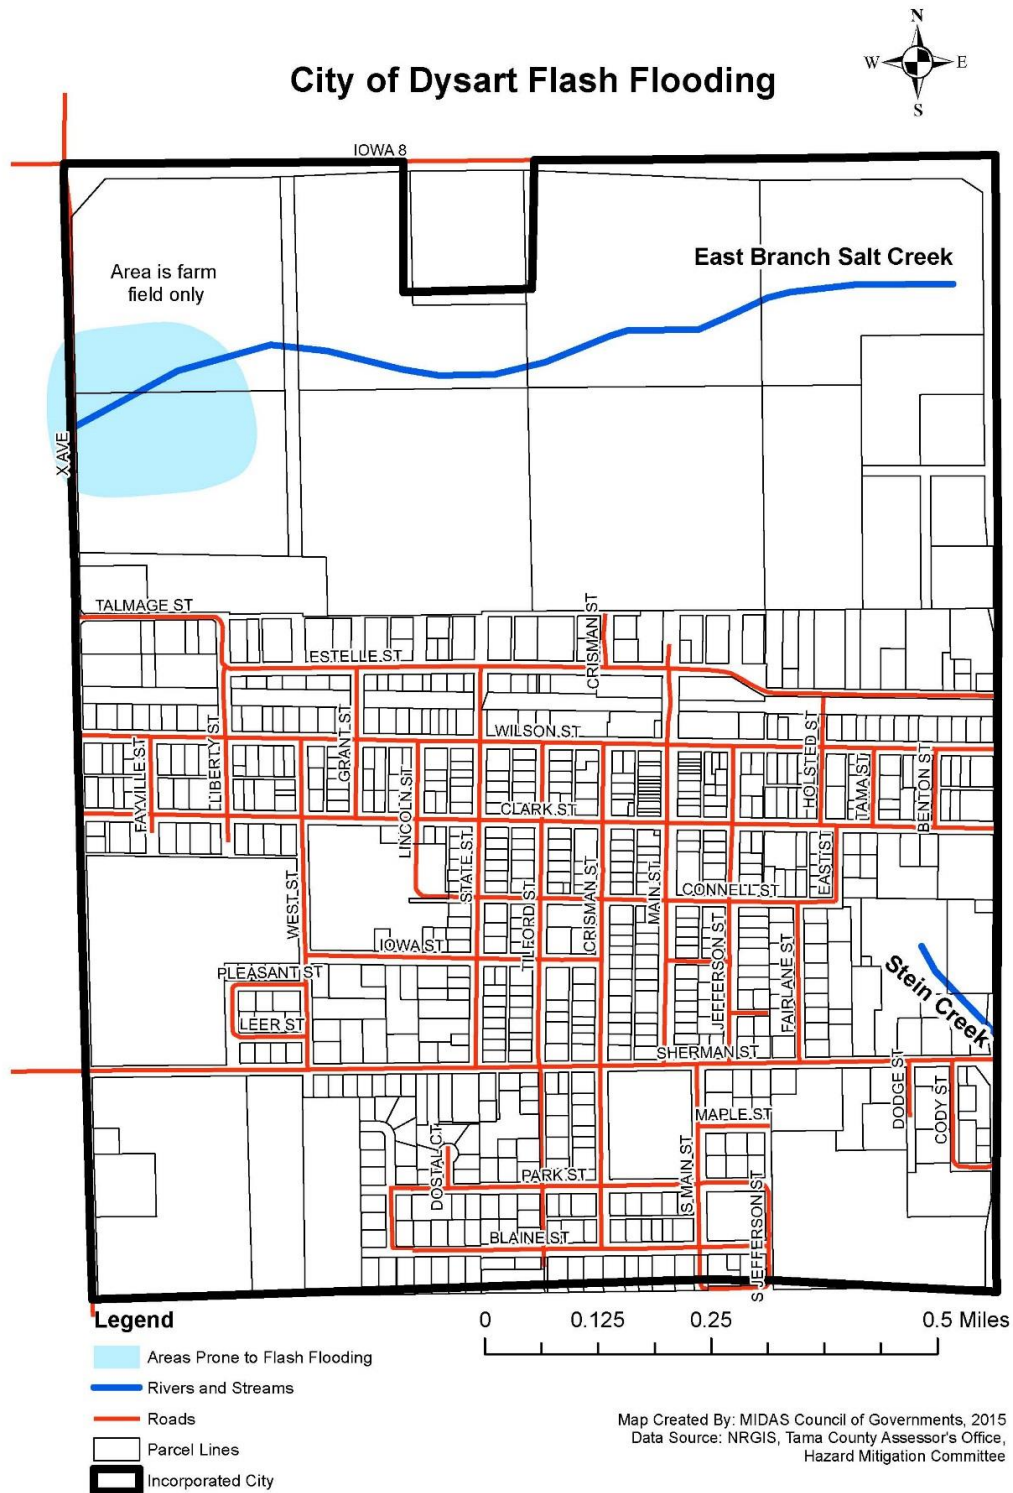 N
City of Dysart Flash Flooding
W
E
S
IOWA 8
East Branch Salt Creek
Area is farm
field only
X AVE
TALMAGE ST
CRISMAN ST
ESTELLE ST
WILSON ST
FAYVILLE ST
LIBERTY ST
GRANT ST
LINCOLN ST
HOLSTED ST
TAMA ST
BENTON ST
CLARK ST
STATE ST
TILFORD ST
CRISMAN ST
MAIN ST
CONNELL ST
EAST ST
WEST ST
IOWA ST
JEFFERSON ST
FAIRLANE ST
Stein Creek
PLEASANT ST
LEER ST
SHERMAN ST
DODGE ST
CODY ST
MAPLE ST
DOSTAL CT
PARK ST
S MAIN ST
S JEFFERSON ST
BLAINE ST
Legend
0 0.125 0.25 0.5 Miles
Areas Prone to Flash Flooding
Rivers and Streams
Roads
Parcel Lines
Incorporated City
Map Created By: MIDAS Council of Governments, 2015
Data Source: NRGIS, Tama County Assessor's Office,
Hazard Mitigation Committee